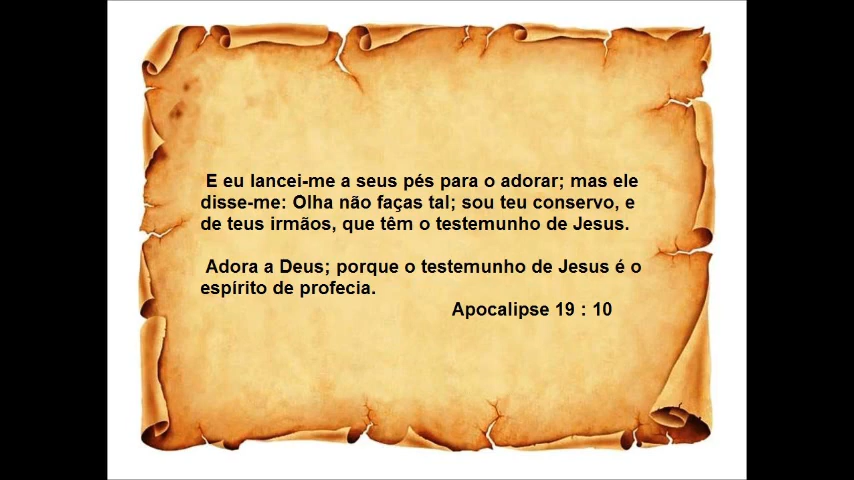 E eu lancei-me a seus pés para o adorar; mas ele
disse-me: Olha não faças tal; sou teu conservo, e
de teus irmãos, que têm o testemunho de Jesus.
Adora a Deus; porque o testemunho de Jesus é o
espírito de profecia.
Apocalipse 19 : 10